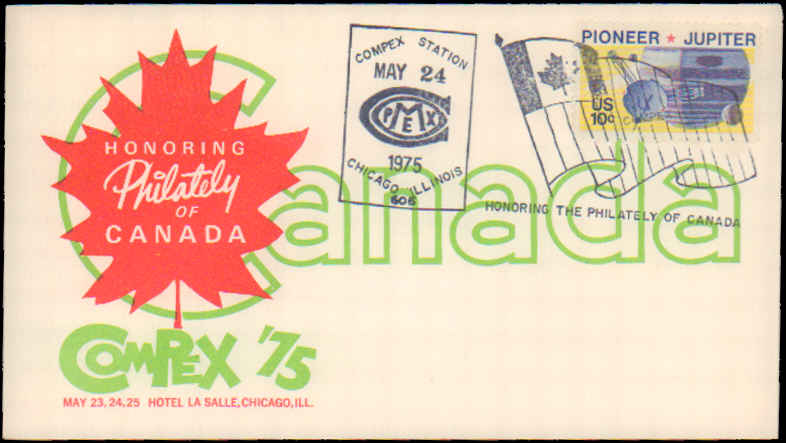 HONORING
Philately
OF
CANADA
Canada
COMPEX '75
MAY 23, 24, 25 HOTEL LA SALLE, CHICAGO, ILL.
COMPEX STATION
MAY 24
COMPEX
1975
CHICAGO ILLINOIS
606
PIONEER ★ JUPITER
US
10c
HONORING THE PHILATELY OF CANADA